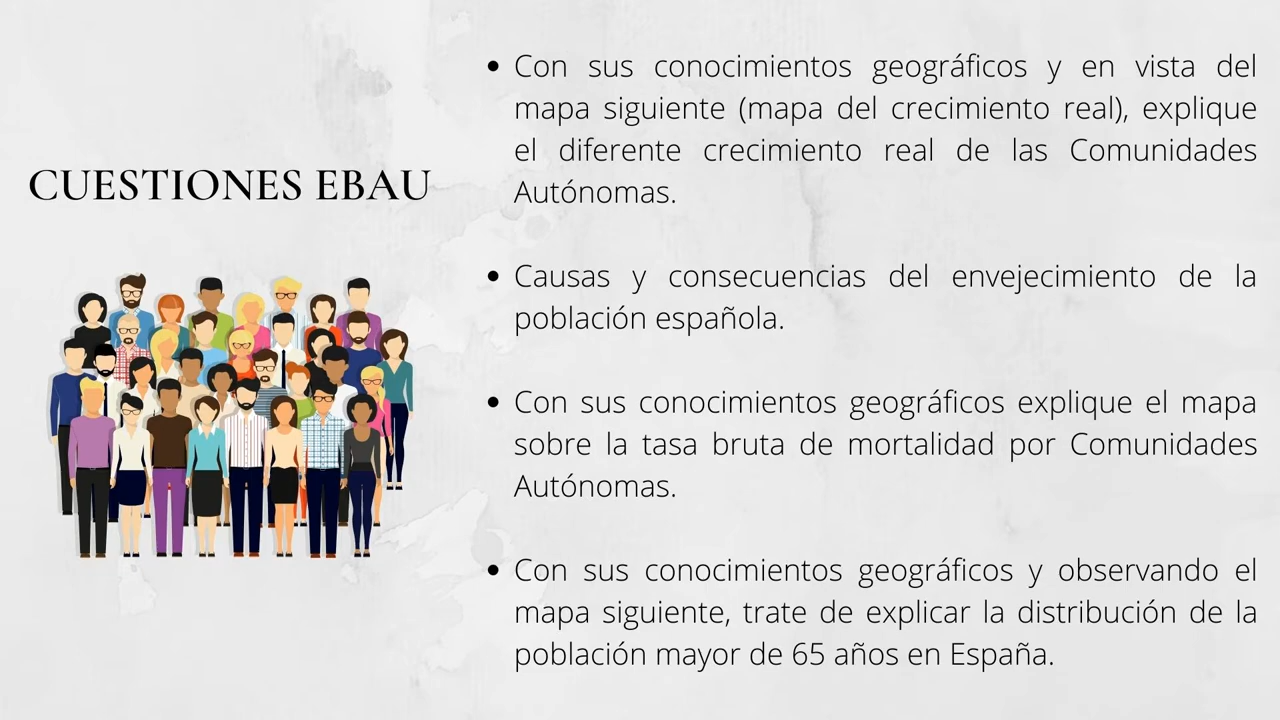 CUESTIONES EBAU
• Con sus conocimientos geográficos y en vista del
mapa siguiente (mapa del crecimiento real), explique
el diferente crecimiento real de las Comunidades
Autónomas.
• Causas y consecuencias del envejecimiento de la
población española.
• Con sus conocimientos geográficos explique el mapa
sobre la tasa bruta de mortalidad por Comunidades
Autónomas.
• Con sus conocimientos geográficos y observando el
mapa siguiente, trate de explicar la distribución de la
población mayor de 65 años en España.